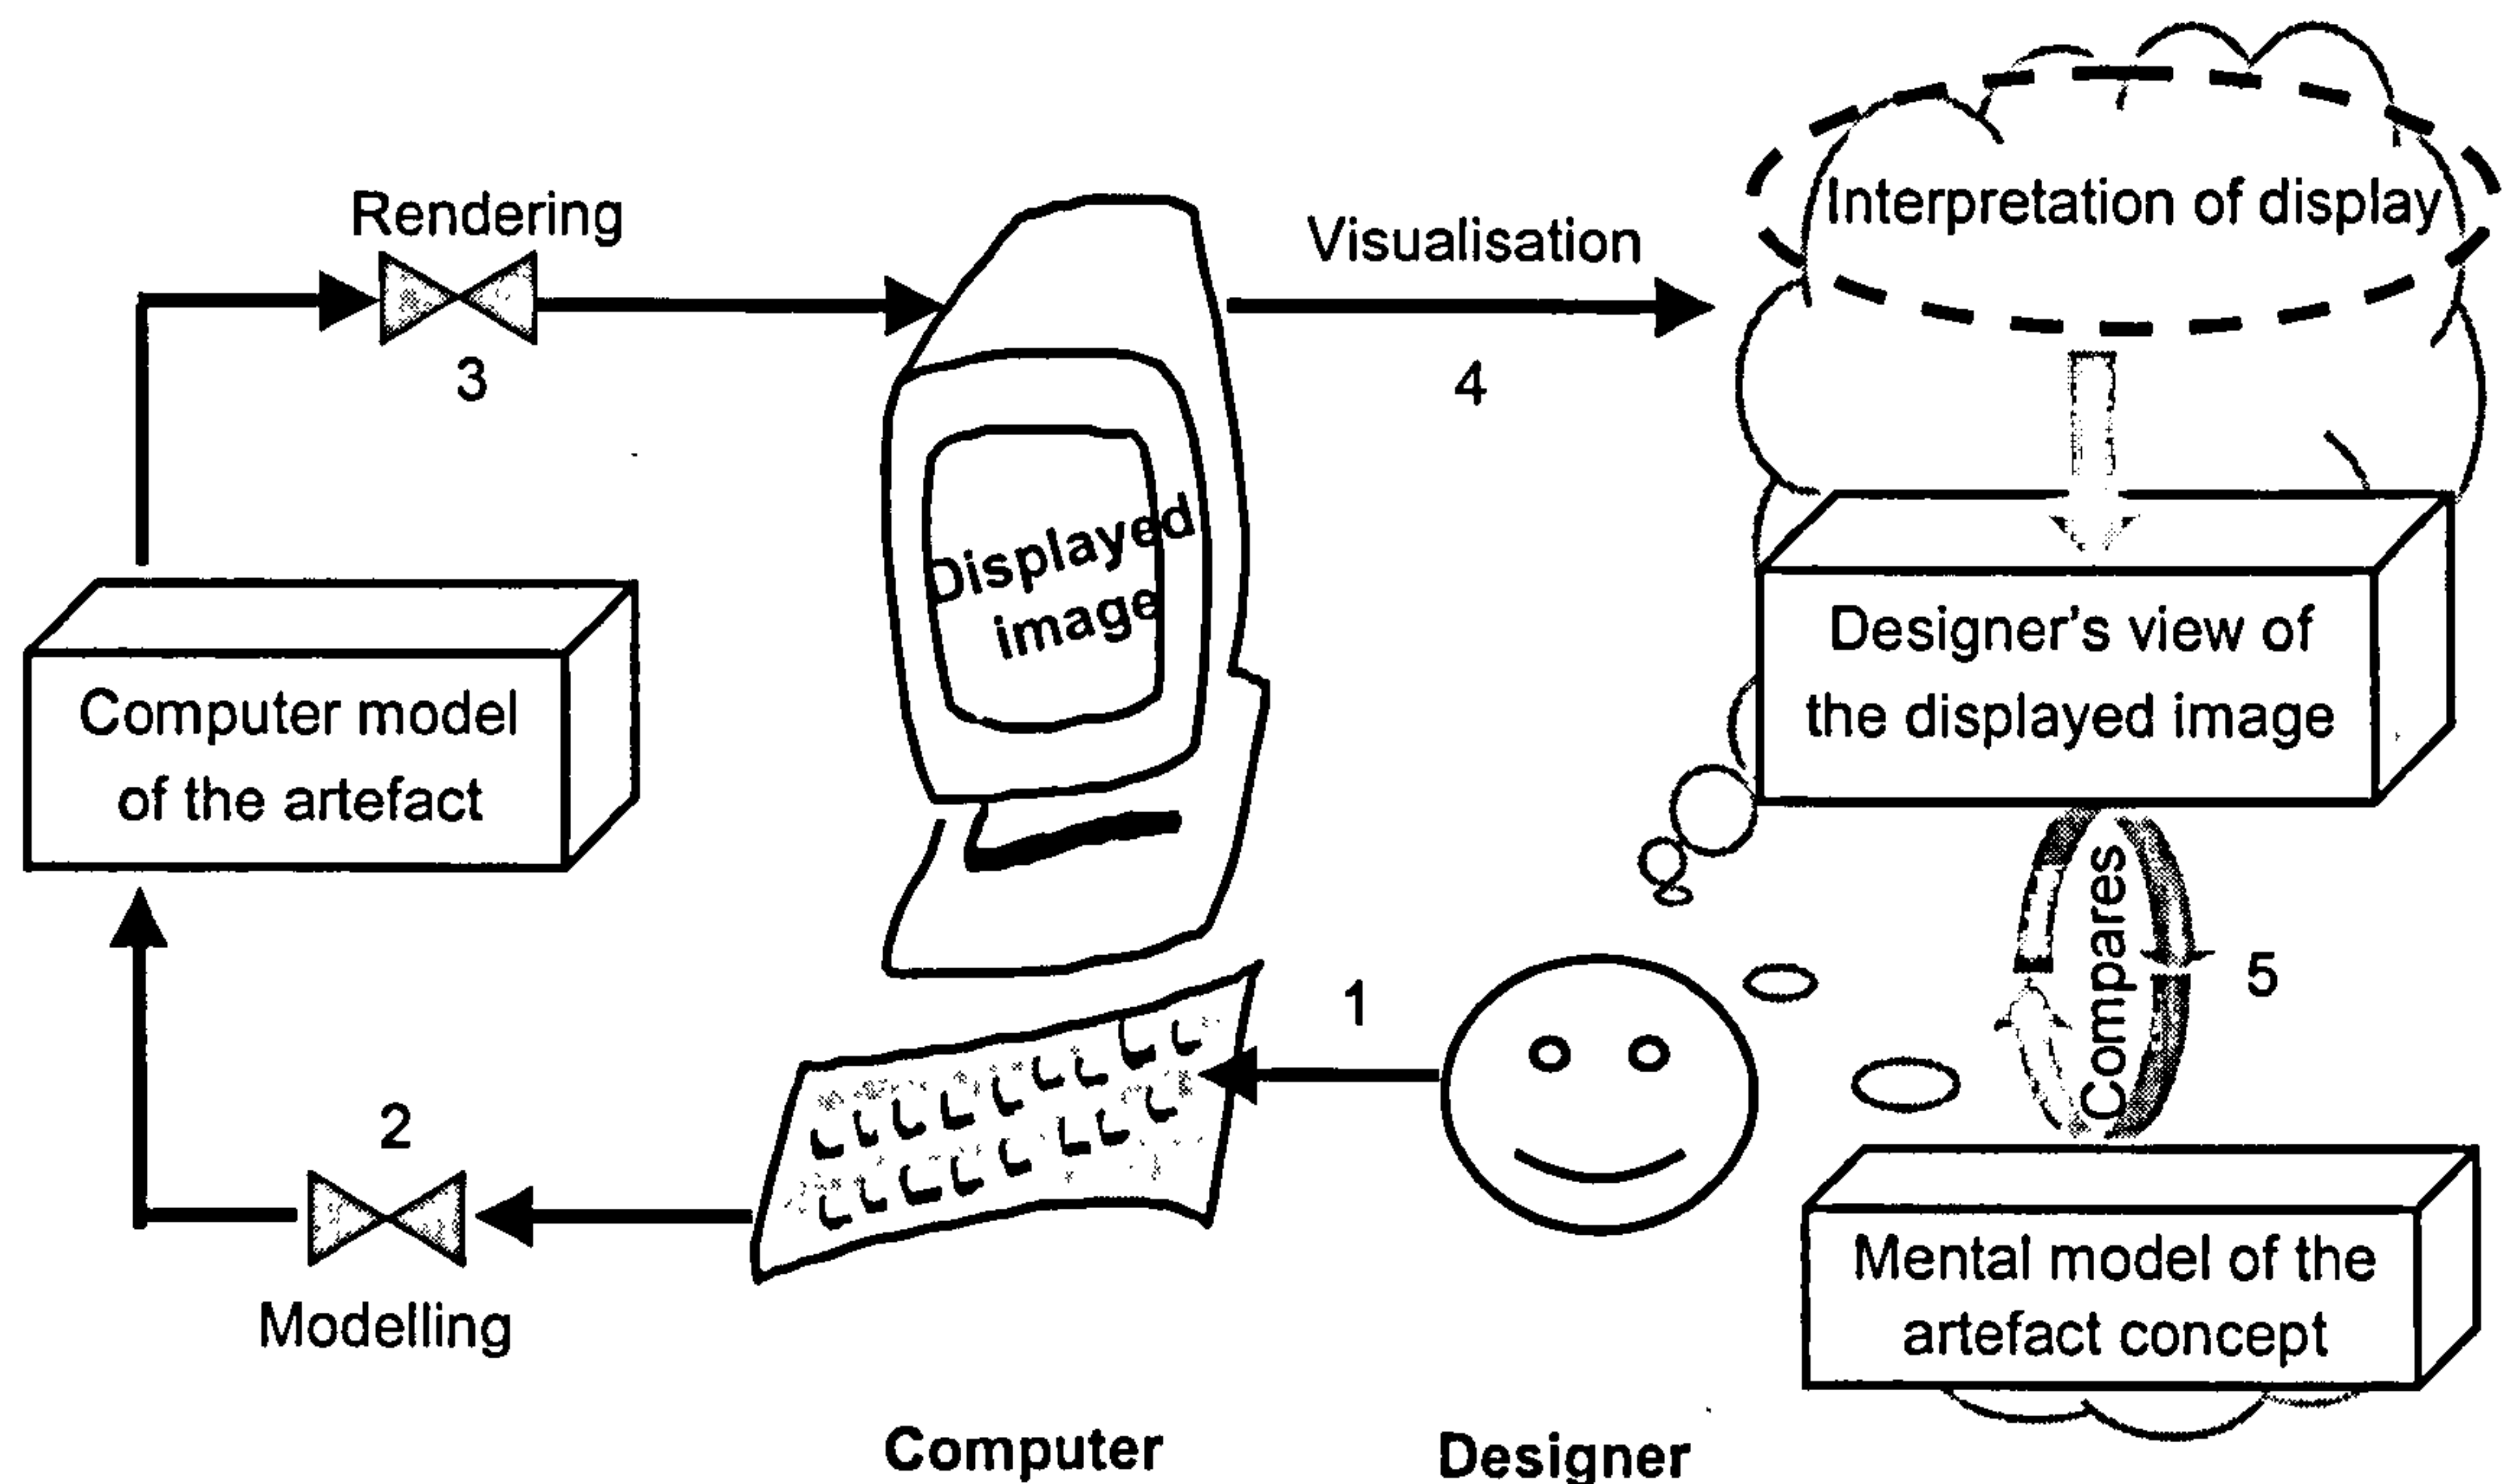 Rendering
3
Visualisation
4
Interpretation of display
Displayed
image
Designer's view of
the displayed image
Computer model
of the artefact
Compares
5
1
2
Modelling
Mental model of the
artefact concept
Computer
Designer